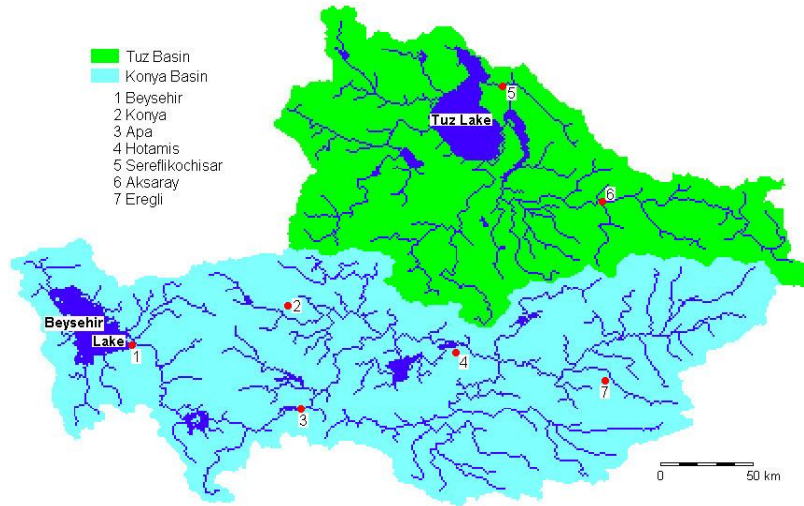 Tuz Basin
Konya Basin
1 Beysehir
2 Konya
3 Apa
4 Hotamis
5 Sereflikochisar
6 Aksaray
7 Eregli
5
Tuz Lake
6
2
Beysehir
Lake
1
4
7
3
0 50 km